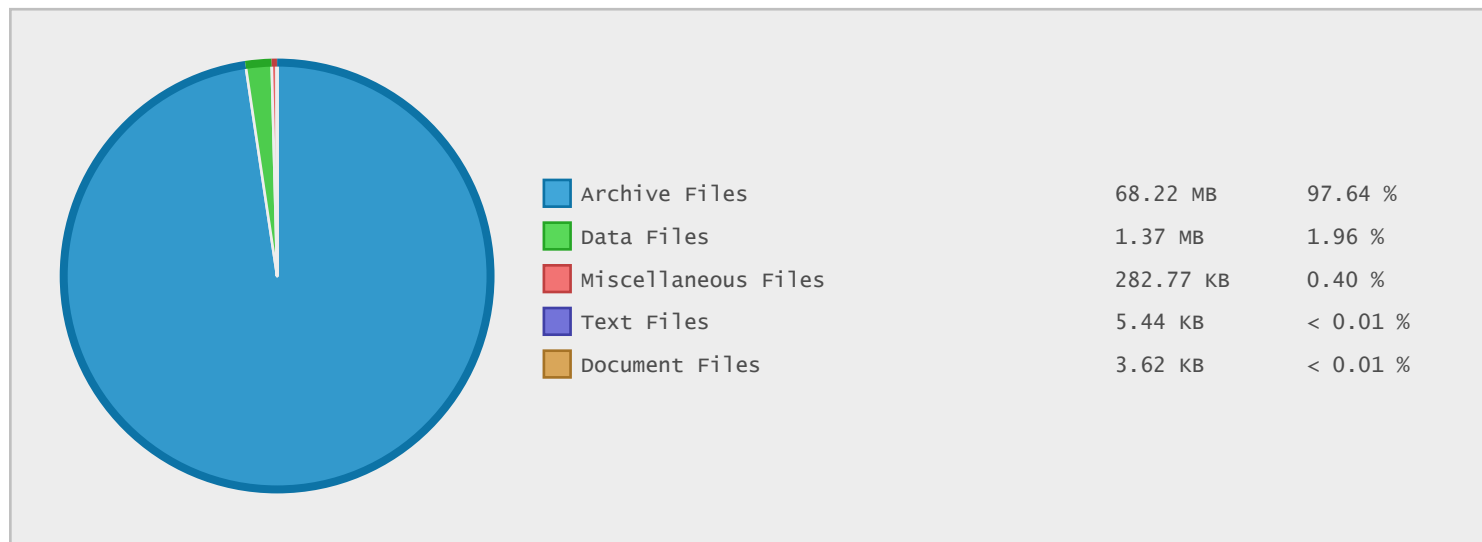 Archive Files 68.22 MB 97.64 %
Data Files 1.37 MB 1.96 %
Miscellaneous Files 282.77 KB 0.40 %
Text Files 5.44 KB < 0.01 %
Document Files 3.62 KB < 0.01 %